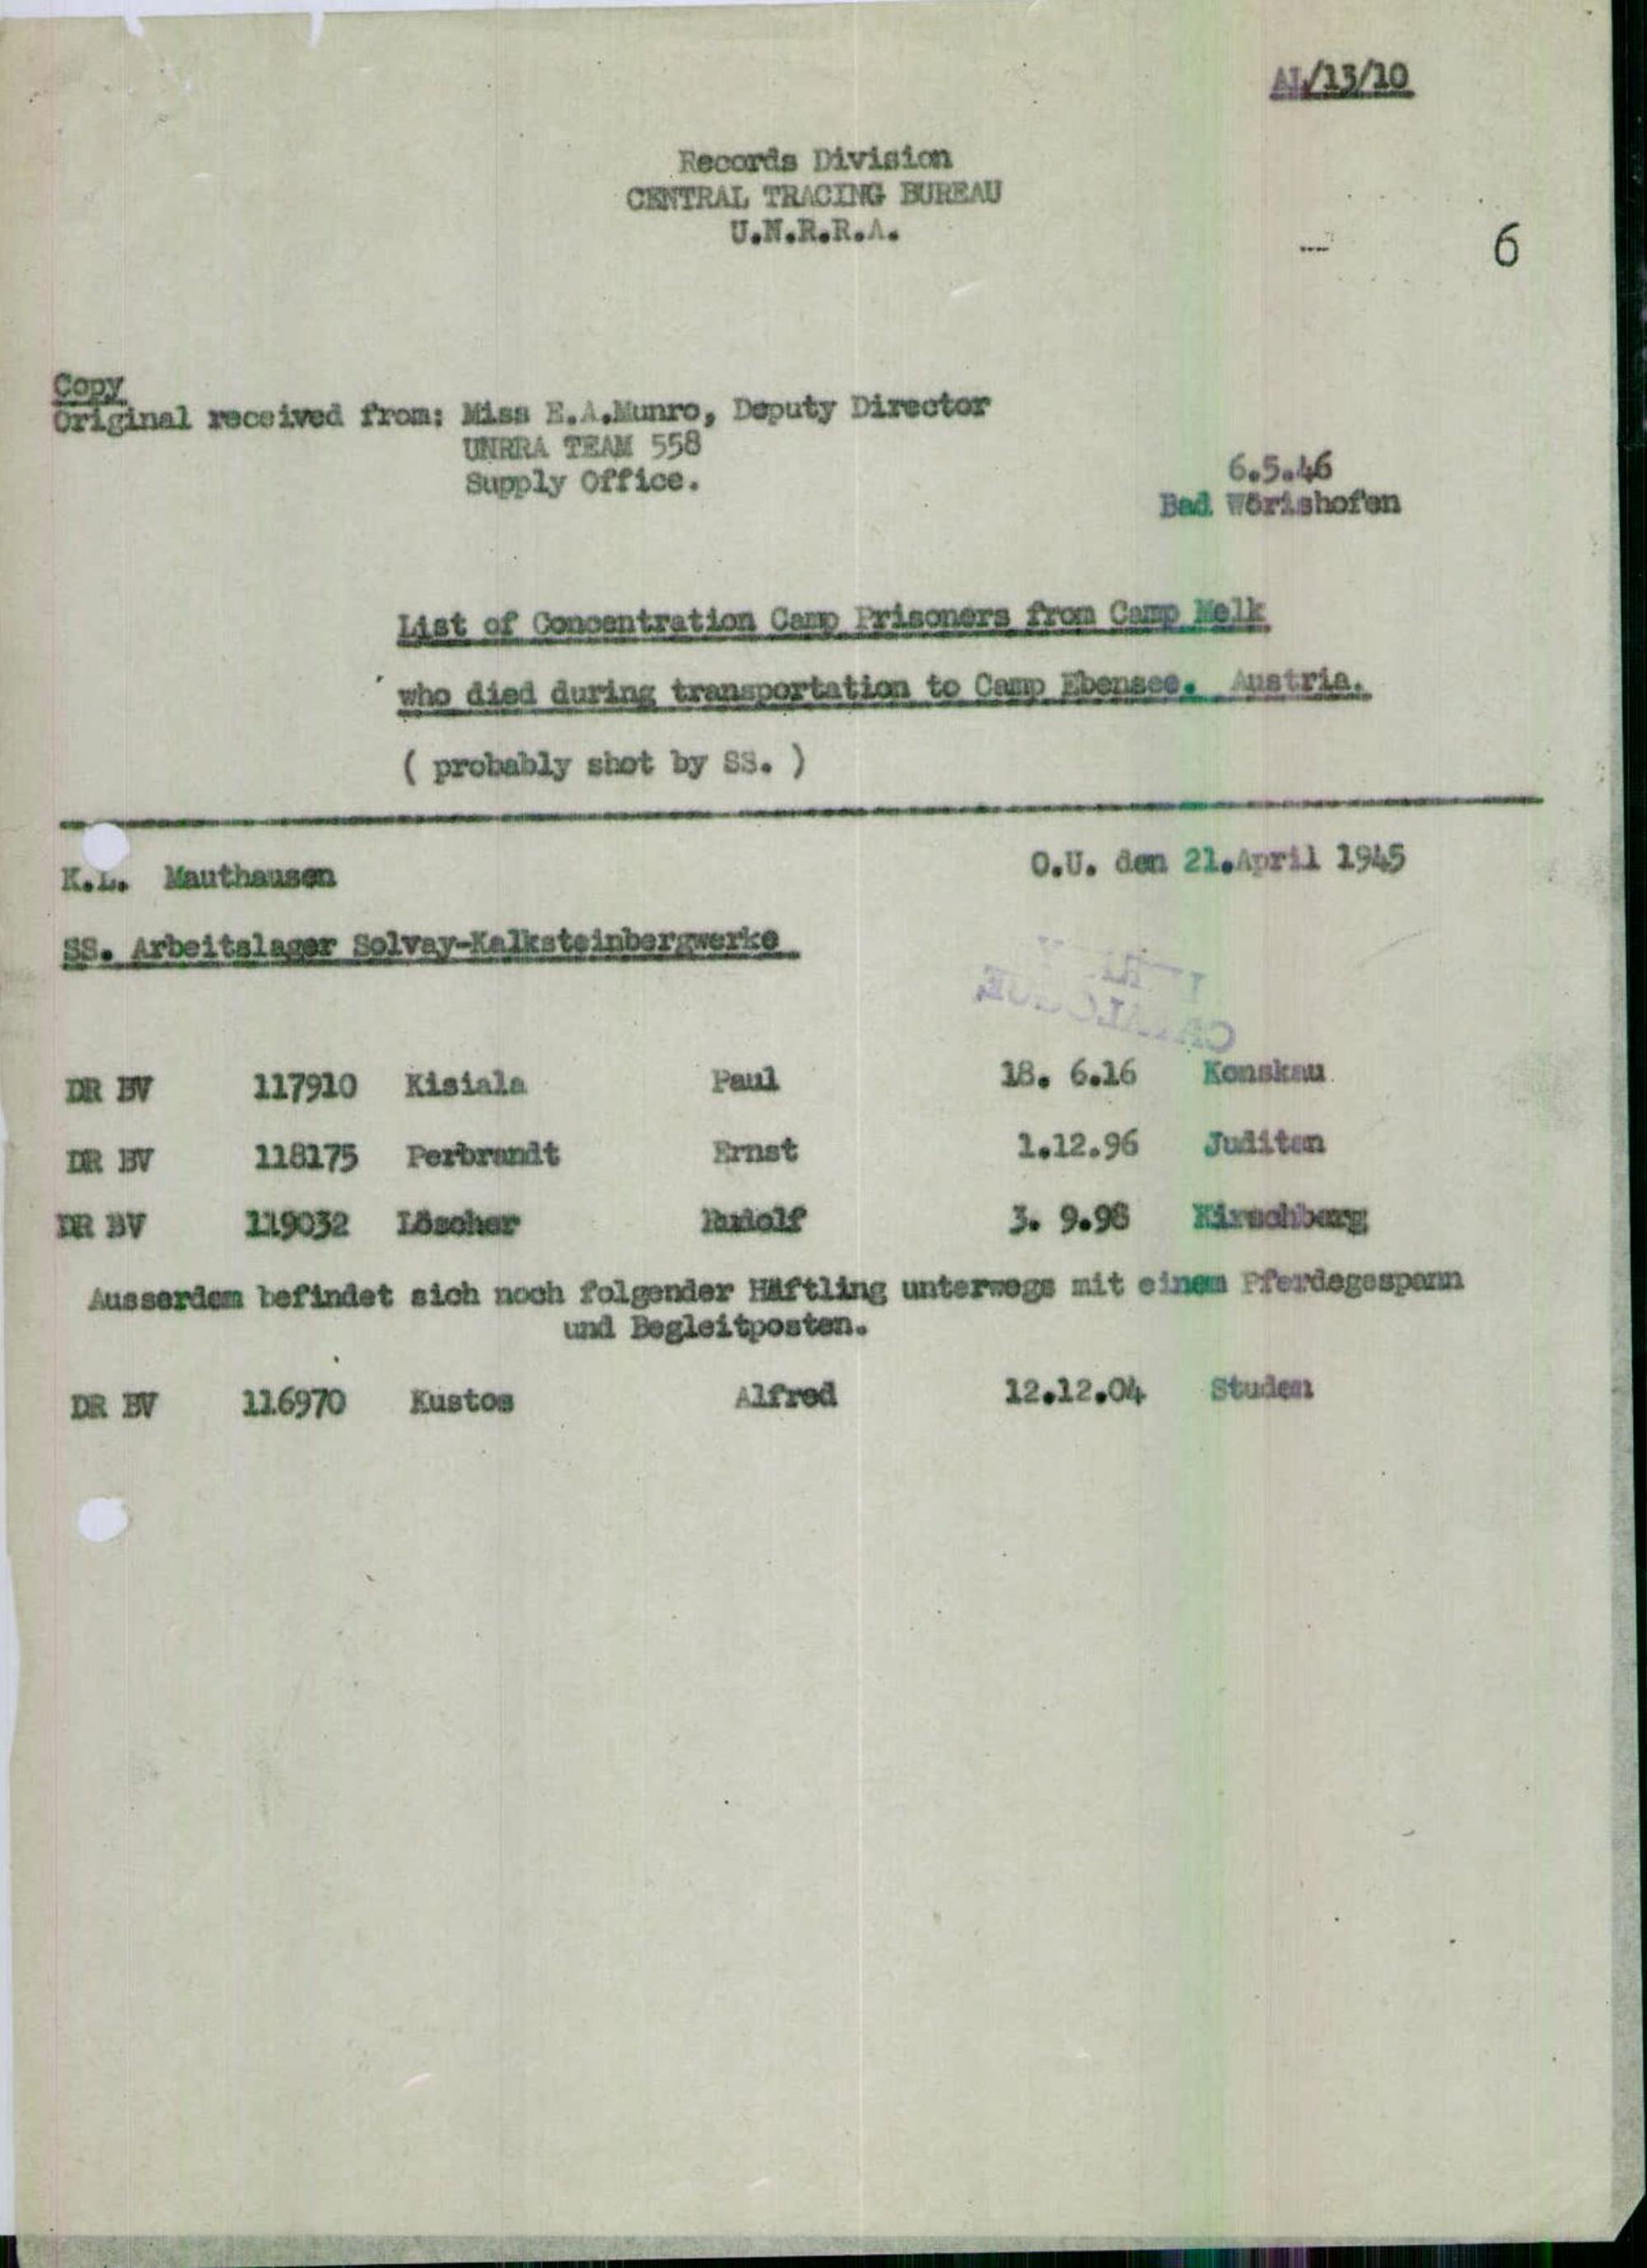 AL/13/10
Records Division
CENTRAL TRACING BUREAU
U.N.R.R.A.
6
Copy
Original received from: Miss E.A.Munro, Deputy Director
UNRRA TEAM 558
Supply Office.
6.5.46
Bad Wörishofen
List of Concentration Camp Prisoners from Camp Melk
who died during transportation to Camp Ebensee. Austria.
( probably shot by SS. )
K.L. Mauthausen O.U. den 21.April 1945
SS. Arbeitslager Solvay-Kalksteinbergwerke
DR BV 117910 Kisiala Paul 18. 6.16 Konskau
DR BV 118175 Perbrandt Ernst 1.12.96 Juditen
DR BV 119032 Löscher Rudolf 3. 9.98 Kirschberg
Ausserdem befindet sich noch folgender Häftling unterwegs mit einem Pferdegespann
und Begleitposten.
DR BV 116970 Kustos Alfred 12.12.04 Studen